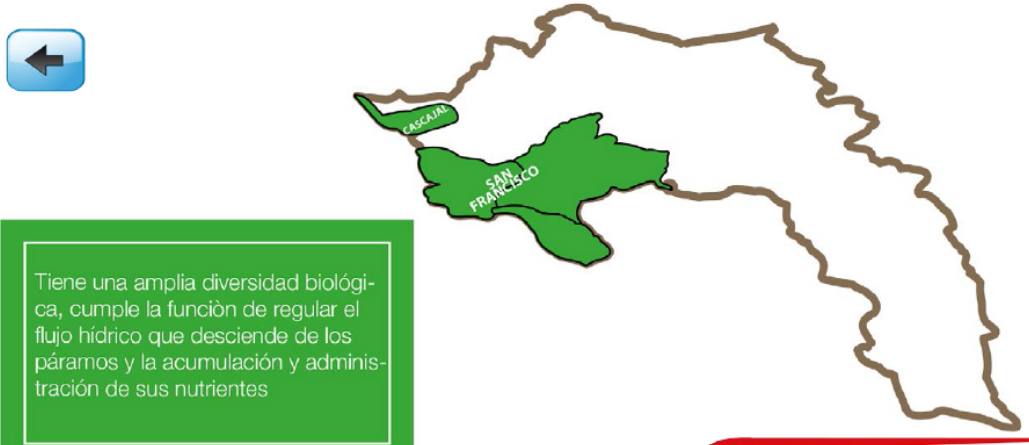 CASCAJAL
SAN
FRANCISCO
Tiene una amplia diversidad biológi-
ca, cumple la funciòn de regular el
flujo hídrico que desciende de los
páramos y la acumulación y adminis-
tración de sus nutrientes